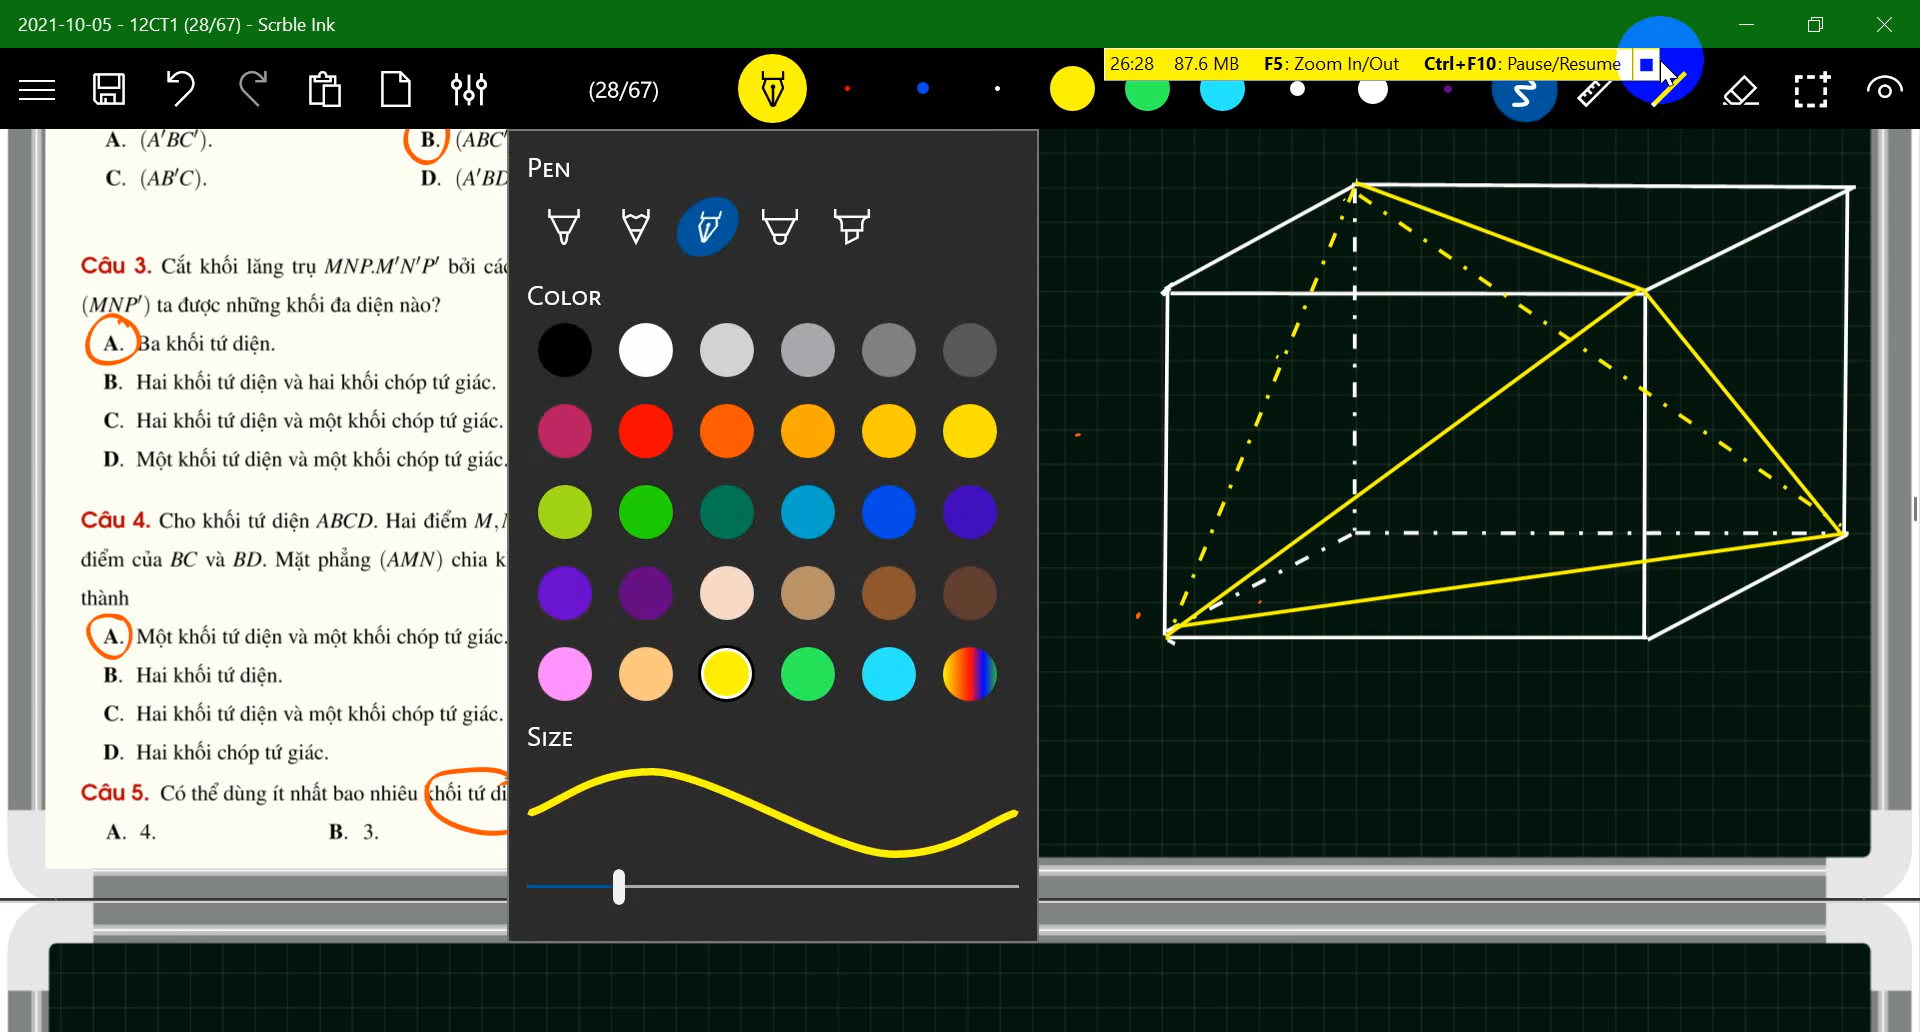 2021-10-05 - 12CT1 (28/67) - Scrble Ink
(28/67)
26:28 87.6 MB F5: Zoom In/Out Ctrl+F10: Pause/Resume
A. (A'BC').
B. (ABC'
C. (AB'C).
D. (A'BD
Câu 3. Cắt khối lăng trụ MNP.M'N'P' bởi các
(MNP') ta được những khối đa diện nào?
A. Ba khối tứ diện.
B. Hai khối tứ diện và hai khối chóp tứ giác.
C. Hai khối tứ diện và một khối chóp tứ giác.
D. Một khối tứ diện và một khối chóp tứ giác.
Câu 4. Cho khối tứ diện ABCD. Hai điểm M,
điểm của BC và BD. Mặt phẳng (AMN) chia k
thành
A. Một khối tứ diện và một khối chóp tứ giác.
B. Hai khối tứ diện.
C. Hai khối tứ diện và một khối chóp tứ giác.
D. Hai khối chóp tứ giác.
Câu 5. Có thể dùng ít nhất bao nhiêu khối tứ di
A. 4.
B. 3.
PEN
COLOR
SIZE